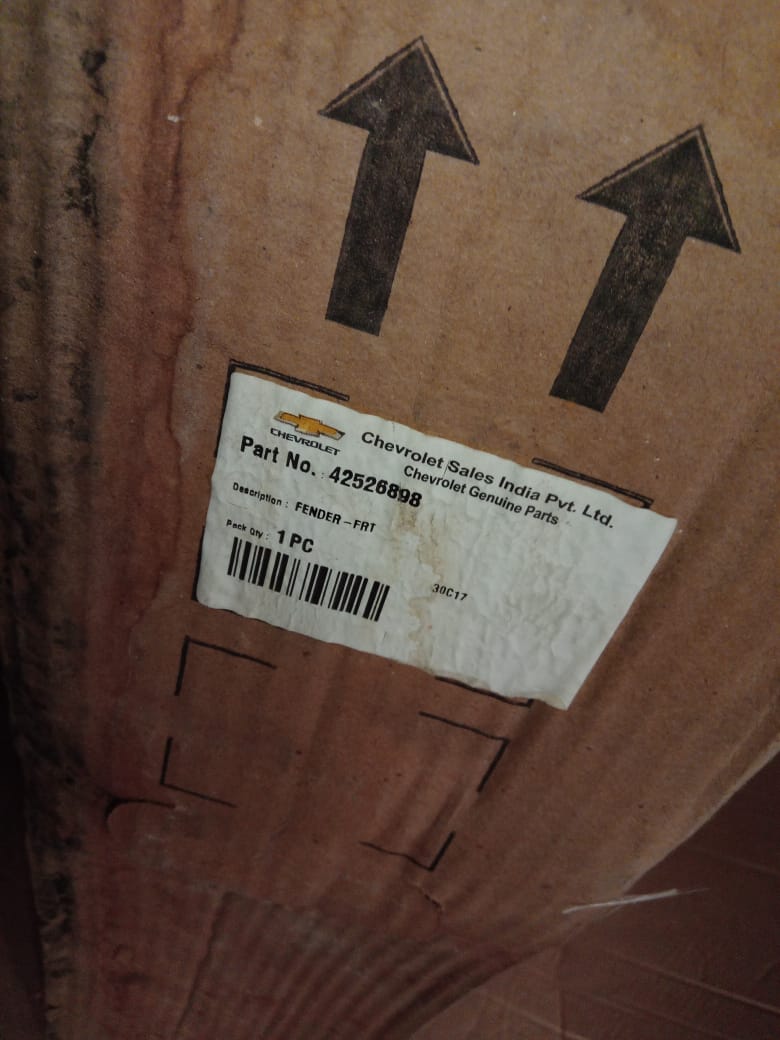 CHEVROLET
Chevrolet Sales India Pvt. Ltd.
Chevrolet Genuine Parts
Part No. : 42526898
Description : FENDER-FRT
Pack Qty : 1 PC
30C17